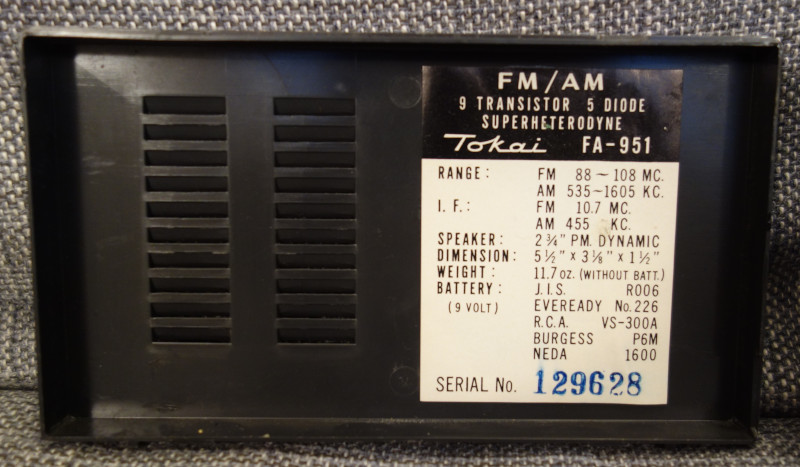 FM/AM
9 TRANSISTOR 5 DIODE
SUPERHETERODYNE
Tokai FA-951
RANGE: FM 88~108 MC.
AM 535~1605 KC.
I. F.: FM 10.7 MC.
AM 455 KC.
SPEAKER: 2 ¾" PM. DYNAMIC
DIMENSION: 5 ½" x 3 ⅛" x 1 ½"
WEIGHT: 11.7 oz. (WITHOUT BATT.)
BATTERY: J.I.S. R006
(9 VOLT) EVEREADY No. 226
R.C.A. VS-300A
BURGESS P6M
NEDA 1600
SERIAL No. 129628